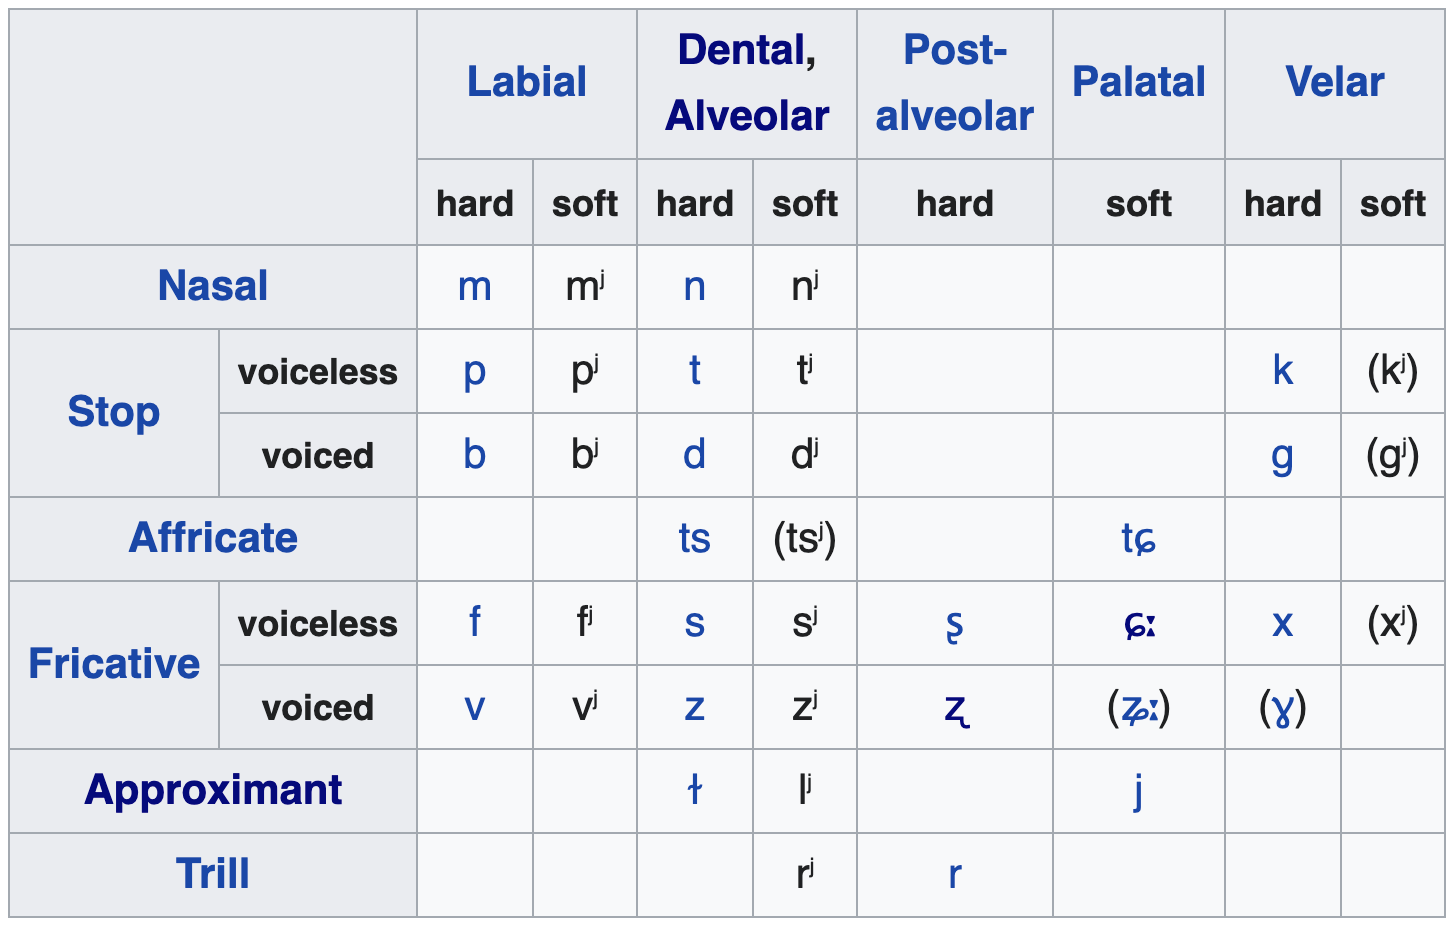 Labial Dental, Alveolar Post-alveolar Palatal Velar
hard soft hard soft hard soft hard soft
Nasal m mʲ n nʲ
Stop voiceless p pʲ t tʲ k (kʲ)
voiced b bʲ d dʲ ɡ (ɡʲ)
Affricate ts (tsʲ) tɕ
Fricative voiceless f fʲ s sʲ ʂ ɕː x (xʲ)
voiced v vʲ z zʲ ʐ (ʑː) (ɣ)
Approximant ɫ lʲ j
Trill rʲ r